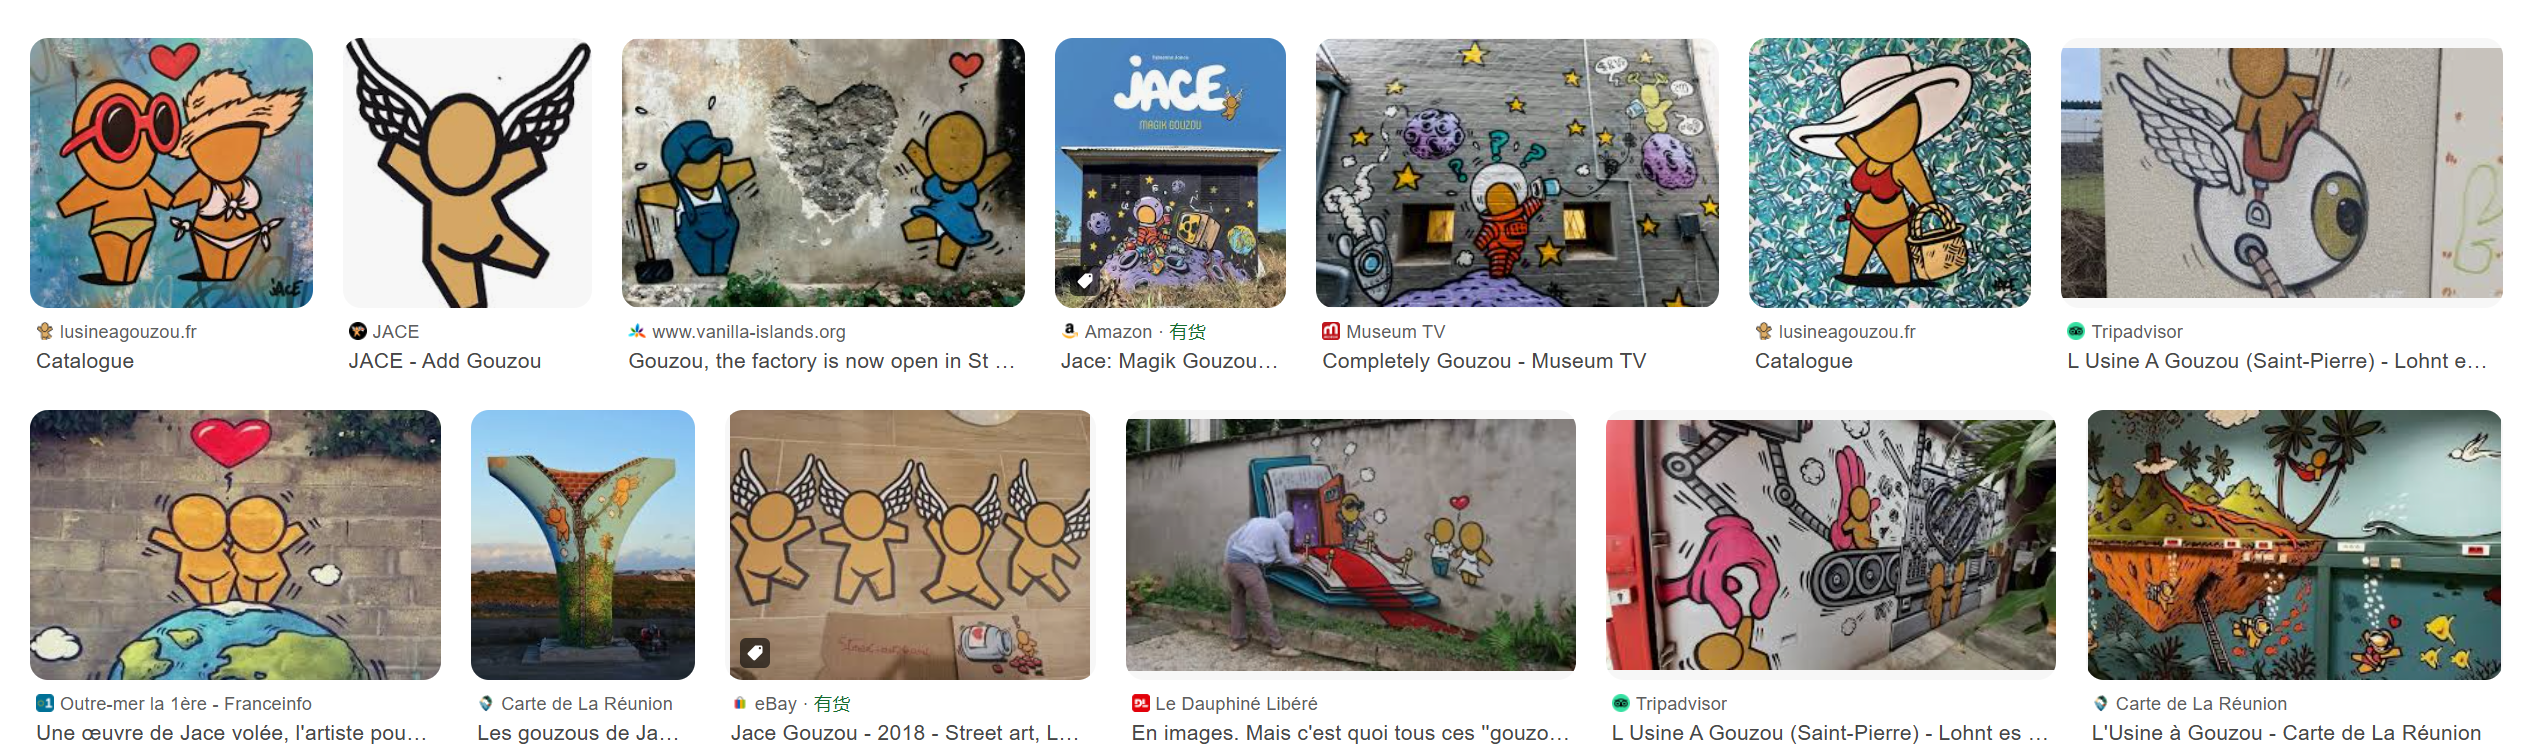 JACE
Sébastien Broca
JACE
MAGIK GOUZOU
JACE
lusineagouzou.fr
JACE
www.vanilla-islands.org
Amazon · 有货
Museum TV
lusineagouzou.fr
Tripadvisor
Catalogue
JACE - Add Gouzou
Gouzou, the factory is now open in St ...
Jace: Magik Gouzou...
Completely Gouzou - Museum TV
Catalogue
L Usine A Gouzou (Saint-Pierre) - Lohnt e...
Outre-mer la 1ère - Franceinfo
Carte de La Réunion
eBay · 有货
Le Dauphiné Libéré
Tripadvisor
Carte de La Réunion
Une œuvre de Jace volée, l'artiste pou...
Les gouzous de Ja...
Jace Gouzou - 2018 - Street art, L...
En images. Mais c'est quoi tous ces "gouzo...
L Usine A Gouzou (Saint-Pierre) - Lohnt es ...
L'Usine à Gouzou - Carte de La Réunion